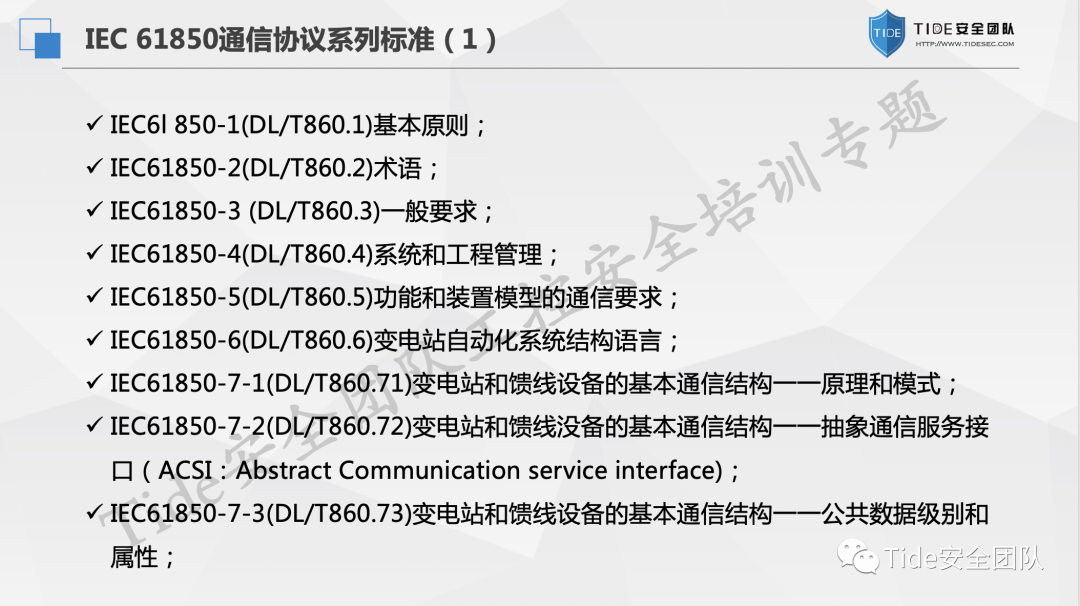 IEC 61850通信协议系列标准（1）
TIDE
TIDE安全团队
HTTP://WWW.TIDESEC.COM
✓ IEC6l 850-1(DL/T860.1)基本原则；
✓ IEC61850-2(DL/T860.2)术语；
✓ IEC61850-3 (DL/T860.3)一般要求；
✓ IEC61850-4(DL/T860.4)系统和工程管理；
✓ IEC61850-5(DL/T860.5)功能和装置模型的通信要求；
✓ IEC61850-6(DL/T860.6)变电站自动化系统结构语言；
✓ IEC61850-7-1(DL/T860.71)变电站和馈线设备的基本通信结构一一原理和模式；
✓ IEC61850-7-2(DL/T860.72)变电站和馈线没备的基本通信结构一一抽象通信服务接
口（ACSI：Abstract Communication service interface)；
✓ IEC61850-7-3(DL/T860.73)变电站和馈线设备的基本通信结构一一公共数据级别和
属性；
Tide安全团队工控安全培训专题
Tide安全团队